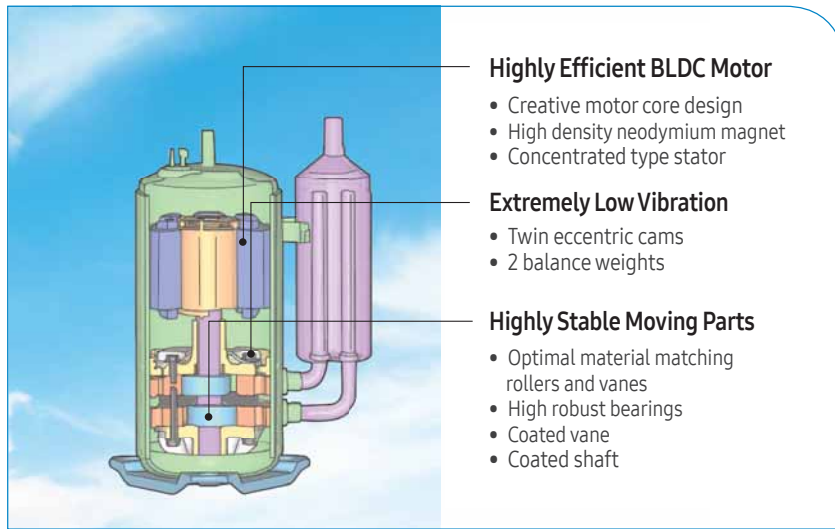 Highly Efficient BLDC Motor
• Creative motor core design
• High density neodymium magnet
• Concentrated type stator
Extremely Low Vibration
• Twin eccentric cams
• 2 balance weights
Highly Stable Moving Parts
• Optimal material matching
rollers and vanes
• High robust bearings
• Coated vane
• Coated shaft